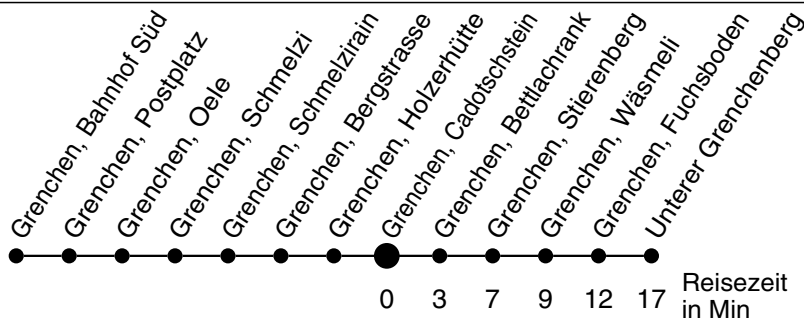 Grenchen, Bahnhof Süd
Grenchen, Postplatz
Grenchen, Oele
Grenchen, Schmelzi
Grenchen, Schmelzirain
Grenchen, Bergstrasse
Grenchen, Holzerhütte
Grenchen, Cadotschstein
Grenchen, Bettlachrank
Grenchen, Stierenberg
Grenchen, Wäsmeli
Grenchen, Fuchsboden
Unterer Grenchenberg
0 3 7 9 12 17 Reisezeit
in Min